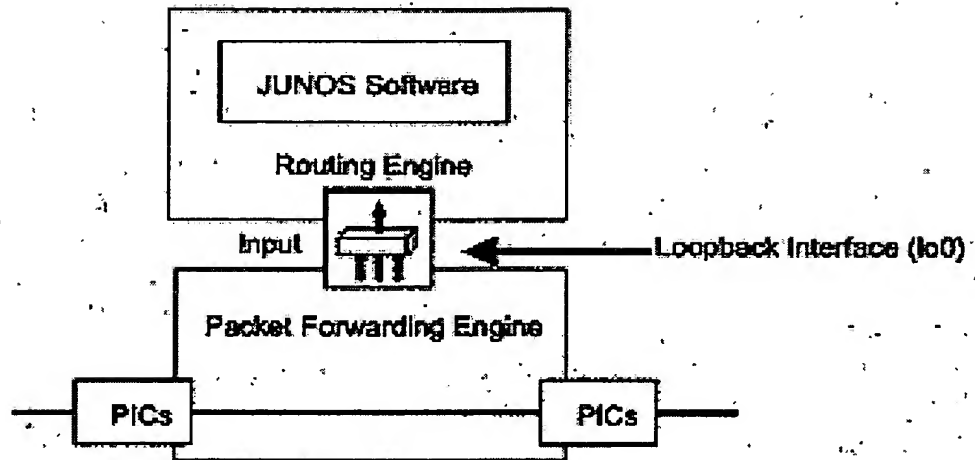 JUNOS Software
Routing Engine
Input
Loopback Interface (lo0)
Packet Forwarding Engine
PICs
PICs